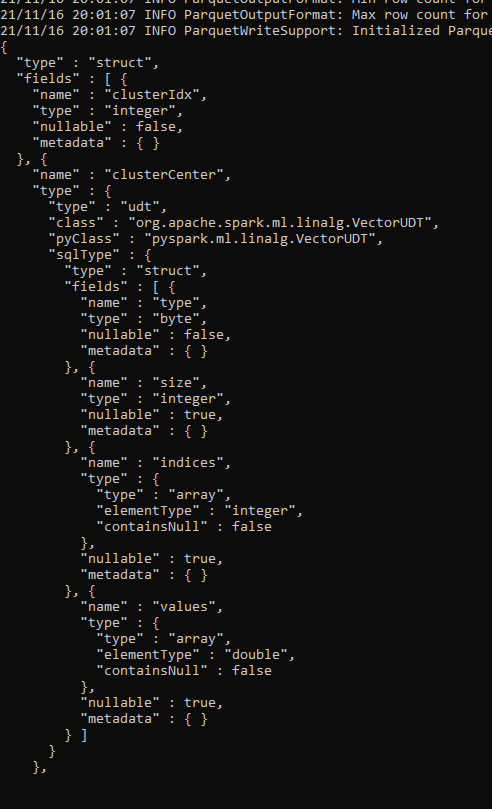 21/11/16 20:01:07 INFO ParquetOutputFormat: Min row count for
21/11/16 20:01:07 INFO ParquetOutputFormat: Max row count for
21/11/16 20:01:07 INFO ParquetWriteSupport: Initialized Parque
{
  "type" : "struct",
  "fields" : [ {
    "name" : "clusterIdx",
    "type" : "integer",
    "nullable" : false,
    "metadata" : { }
  }, {
    "name" : "clusterCenter",
    "type" : {
      "type" : "udt",
      "class" : "org.apache.spark.ml.linalg.VectorUDT",
      "pyClass" : "pyspark.ml.linalg.VectorUDT",
      "sqlType" : {
        "type" : "struct",
        "fields" : [ {
          "name" : "type",
          "type" : "byte",
          "nullable" : false,
          "metadata" : { }
        }, {
          "name" : "size",
          "type" : "integer",
          "nullable" : true,
          "metadata" : { }
        }, {
          "name" : "indices",
          "type" : {
            "type" : "array",
            "elementType" : "integer",
            "containsNull" : false
          },
          "nullable" : true,
          "metadata" : { }
        }, {
          "name" : "values",
          "type" : {
            "type" : "array",
            "elementType" : "double",
            "containsNull" : false
          },
          "nullable" : true,
          "metadata" : { }
        } ]
      }
    },